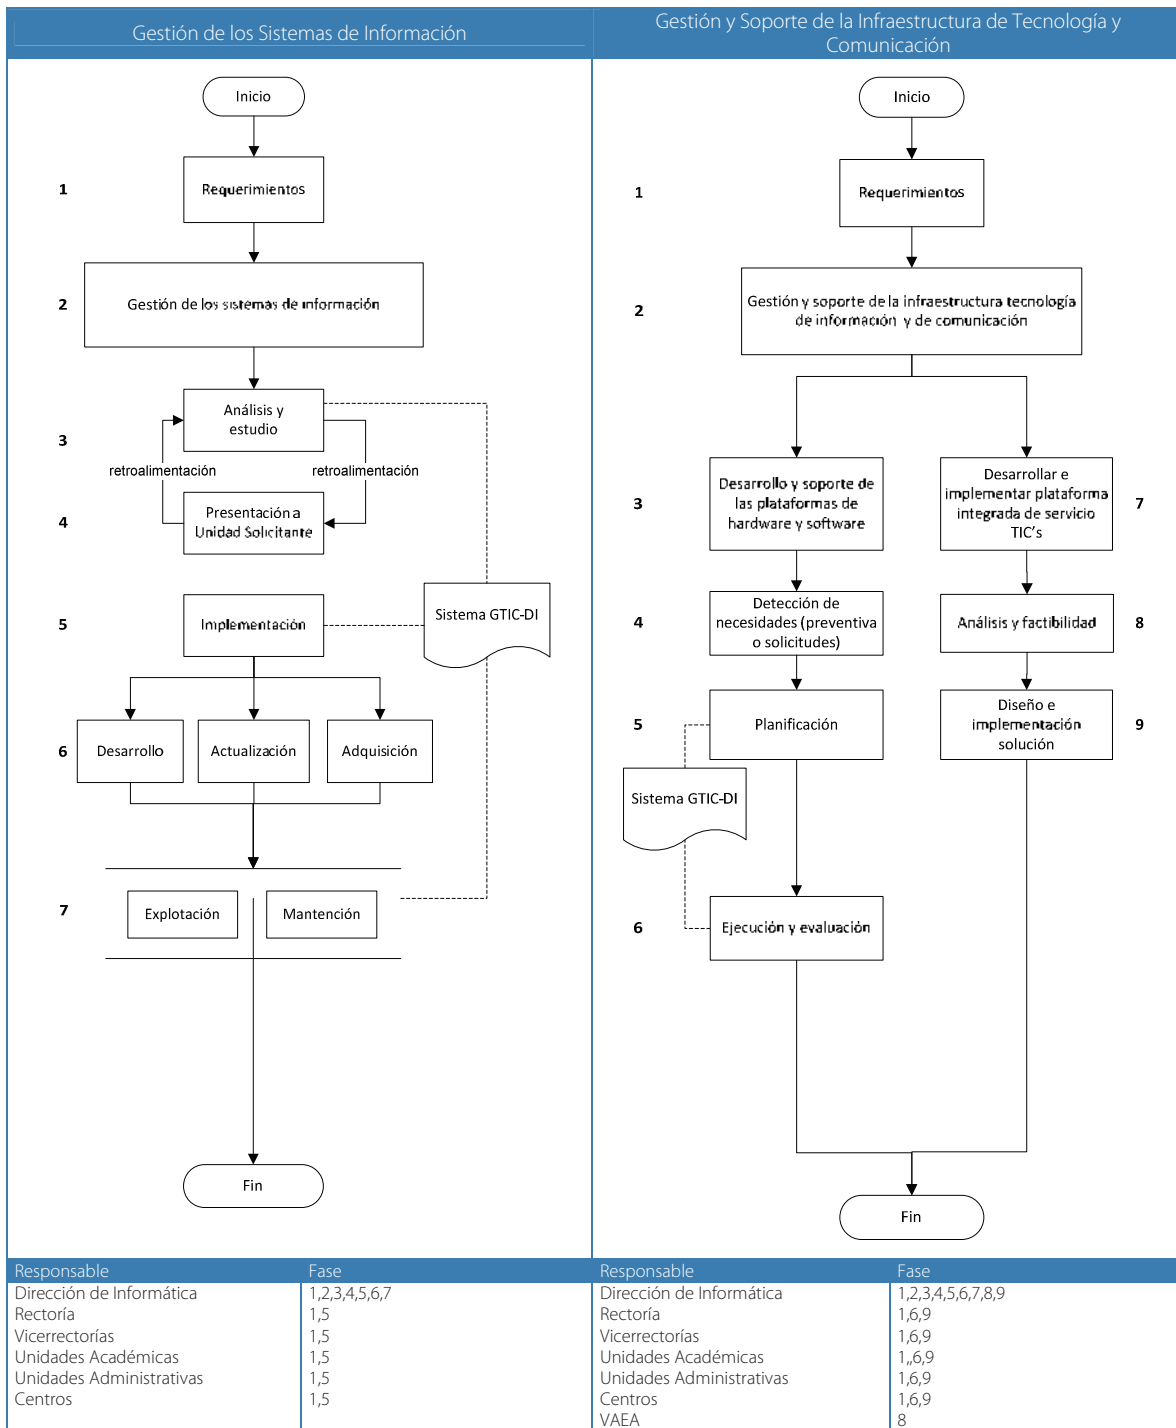 Gestión de los Sistemas de Información
Inicio
1
Requerimientos
2
Gestión de los sistemas de información
Análisis y
estudio
3
retroalimentación
retroalimentación
4
Presentación a
Unidad Solicitante
5
Implementación
Sistema GTIC-DI
6
Desarrollo
Actualización
Adquisición
7
Explotación
Mantención
Fin
Gestión y Soporte de la Infraestructura de Tecnología y
Comunicación
Inicio
1
Requerimientos
2
Gestión y soporte de la infraestructura tecnología
de información y de comunicación
3
Desarrollo y soporte de
las plataformas de
hardware y software
Desarrollar e
implementar plataforma
integrada de servicio
TIC's
7
4
Detección de
necesidades (preventiva
o solicitudes)
Análisis y factibilidad
8
5
Planificación
Diseño e
implementación
solución
9
Sistema GTIC-DI
6
Ejecución y evaluación
Fin
Responsable Fase
Dirección de Informática 1,2,3,4,5,6,7
Rectoría 1,5
Vicerrectorías 1,5
Unidades Académicas 1,5
Unidades Administrativas 1,5
Centros 1,5
Responsable Fase
Dirección de Informática 1,2,3,4,5,6,7,8,9
Rectoría 1,6,9
Vicerrectorías 1,6,9
Unidades Académicas 1,,6,9
Unidades Administrativas 1,6,9
Centros 1,6,9
VAEA 8